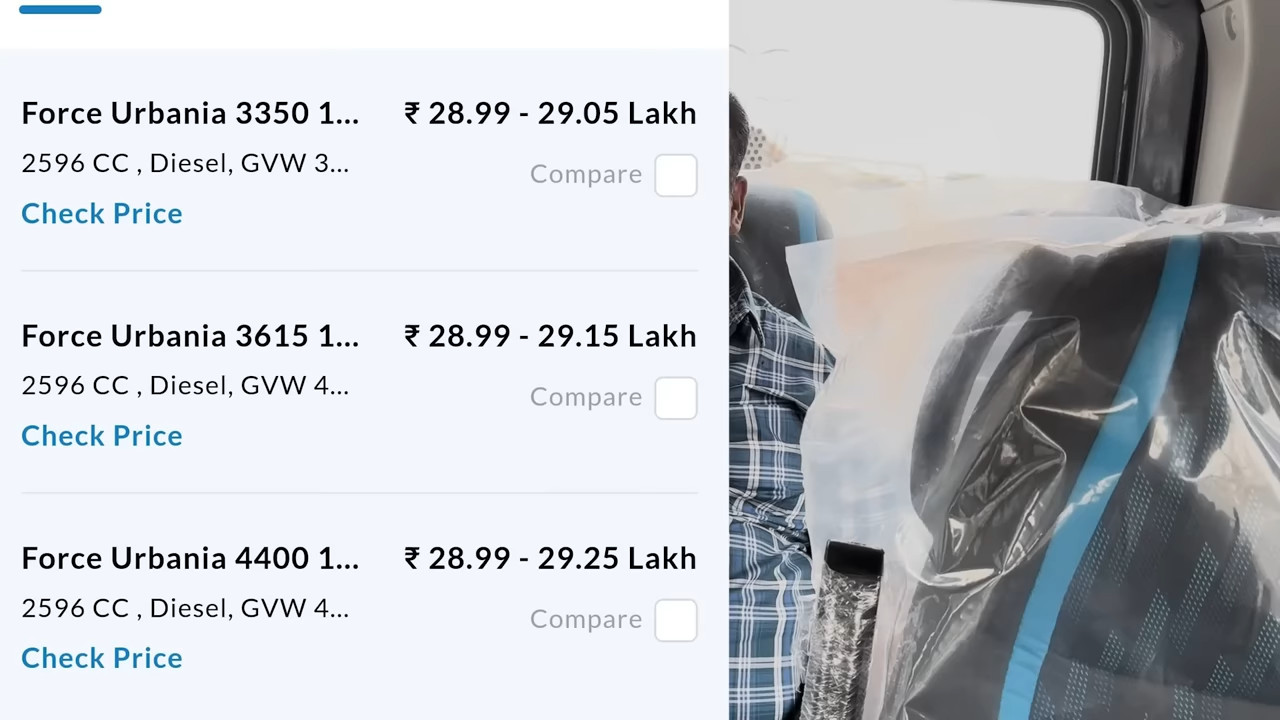 Force Urbania 3350 1... ₹ 28.99 - 29.05 Lakh
2596 CC , Diesel, GVW 3...
Compare
Check Price
Force Urbania 3615 1... ₹ 28.99 - 29.15 Lakh
2596 CC , Diesel, GVW 4...
Compare
Check Price
Force Urbania 4400 1... ₹ 28.99 - 29.25 Lakh
2596 CC , Diesel, GVW 4...
Compare
Check Price